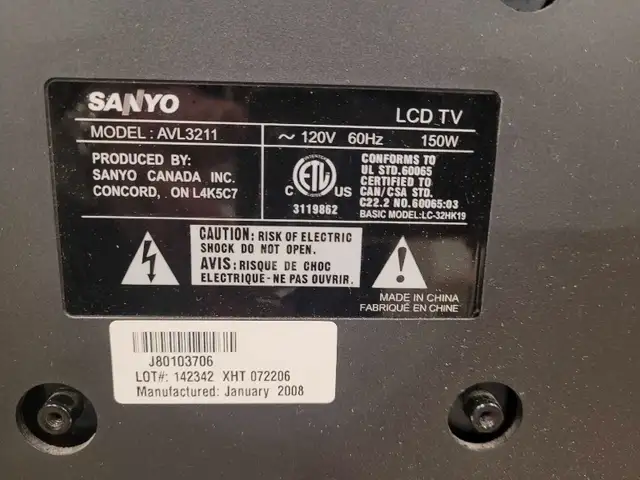 SANYO
LCD TV
MODEL : AVL3211
~ 120V 60Hz 150W
PRODUCED BY:
SANYO CANADA INC.
CONCORD, ON L4K5C7
C ETL US
3119862
CONFORMS TO
UL STD.60065
CERTIFIED TO
CAN/CSA STD.
C22.2 NO.60065:03
BASIC MODEL:LC-32HK19
CAUTION: RISK OF ELECTRIC
SHOCK DO NOT OPEN.
AVIS: RISQUE DE CHOC
ELECTRIQUE-NE PAS OUVRIR.
MADE IN CHINA
FABRIQUÉ EN CHINE
J80103706
LOT#: 142342 XHT 072206
Manufactured: January 2008